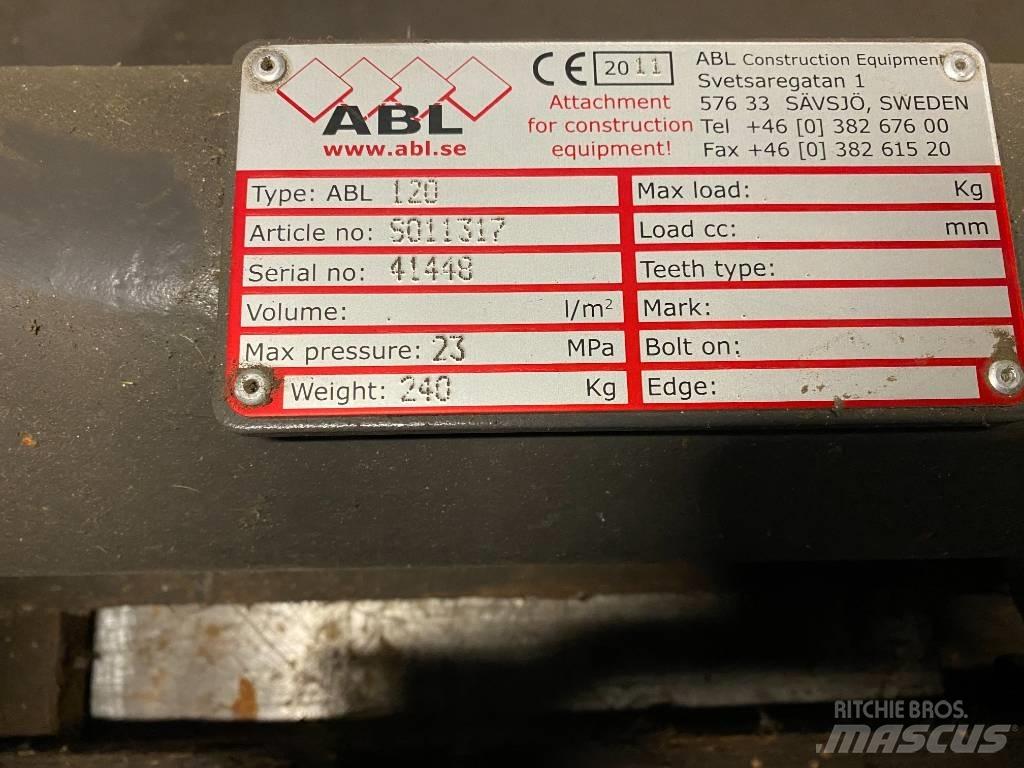 ABL
www.abl.se
CE 2011
Attachment
for construction
equipment!
ABL Construction Equipment
Svetsaregatan 1
576 33 SÄVSJÖ, SWEDEN
Tel +46 [0] 382 676 00
Fax +46 [0] 382 615 20
Type: ABL L20
Article no: S011317
Serial no: 41448
Volume: l/m²
Max pressure: 23 MPa
Weight: 240 Kg
Max load: Kg
Load cc: mm
Teeth type:
Mark:
Bolt on:
Edge:
RITCHIE BROS.
MASCUS